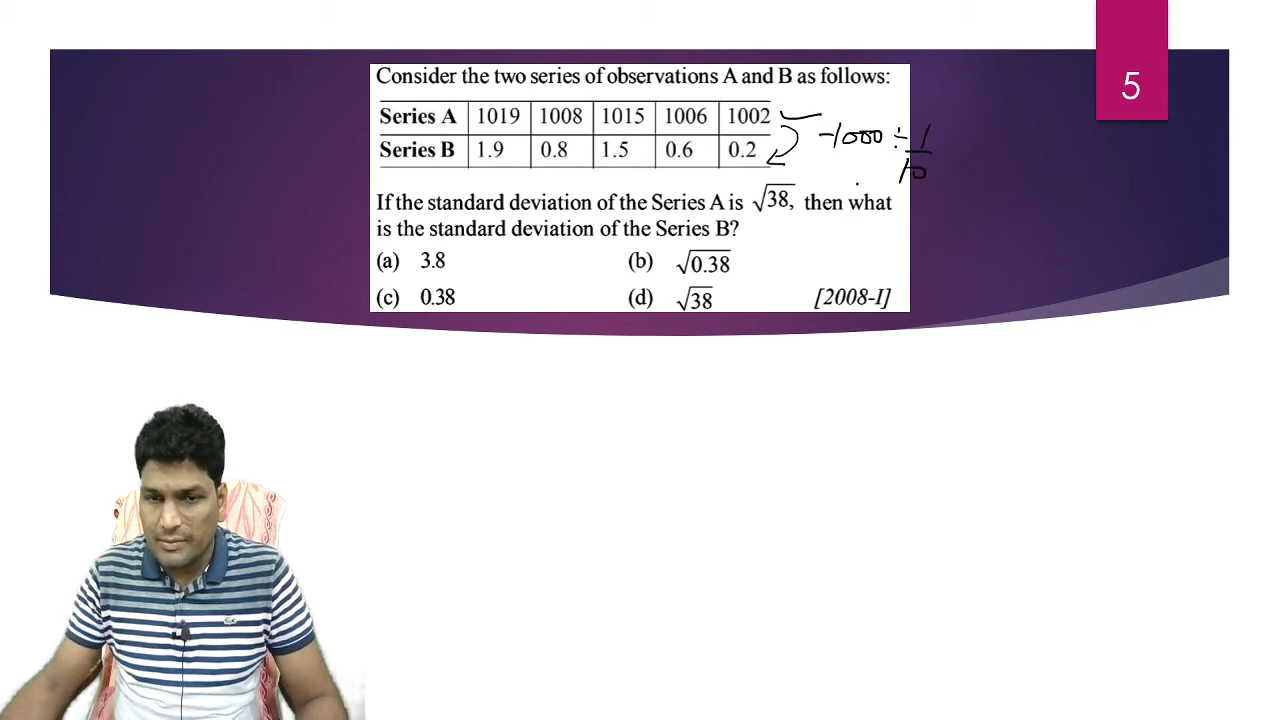 5
Consider the two series of observations A and B as follows:
Series A 1019 1008 1015 1006 1002
Series B 1.9 0.8 1.5 0.6 0.2
-1000 ÷ 1/10
If the standard deviation of the Series A is √38, then what
is the standard deviation of the Series B?
(a) 3.8 (b) √0.38
(c) 0.38 (d) √38 [2008-I]